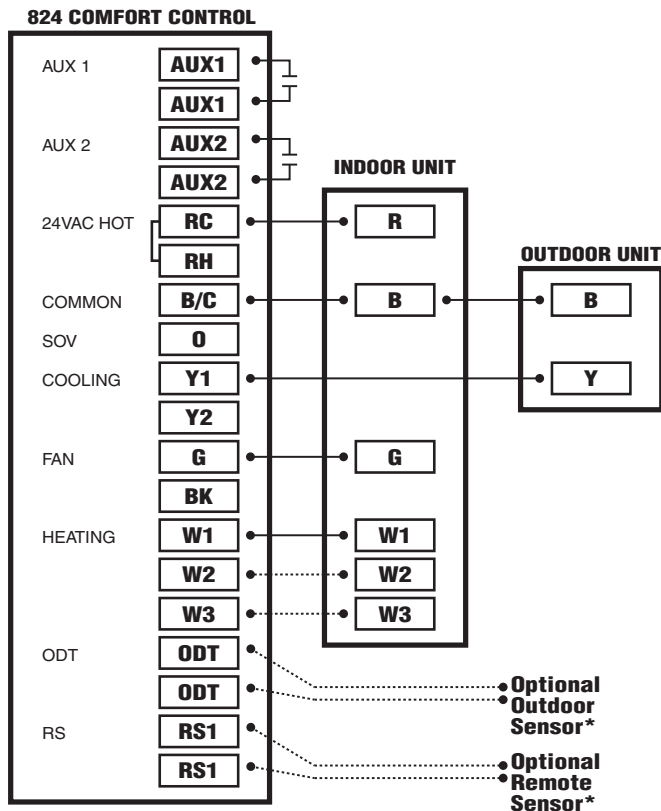 824 COMFORT CONTROL
AUX 1
AUX1
AUX1
AUX 2
AUX2
AUX2
24VAC HOT
RC
RH
COMMON
B/C
SOV
O
COOLING
Y1
Y2
FAN
G
BK
HEATING
W1
W2
W3
ODT
ODT
ODT
RS
RS1
RS1
INDOOR UNIT
R
B
G
W1
W2
W3
OUTDOOR UNIT
B
Y
Optional
Outdoor
Sensor*
Optional
Remote
Sensor*